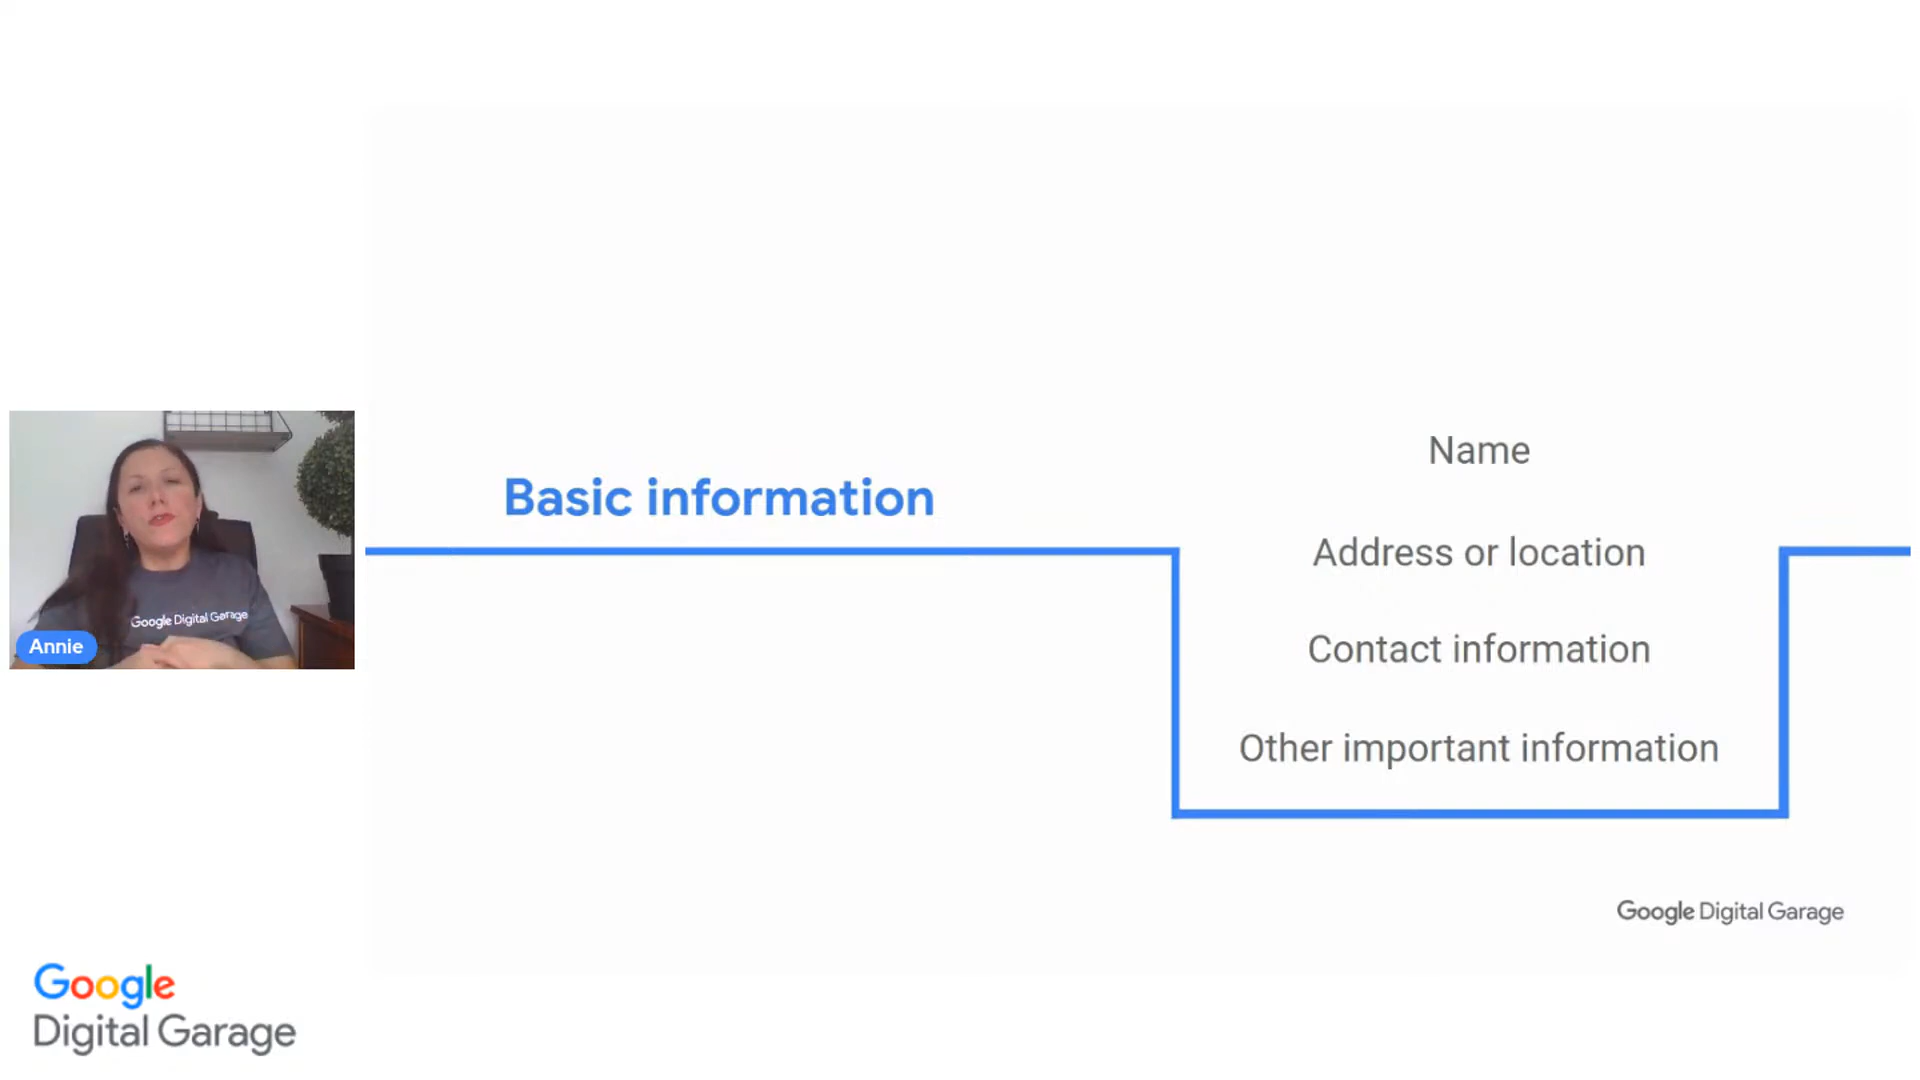 Basic information
Name
Address or location
Contact information
Other important information
Google Digital Garage
Annie
Google Digital Garage
Google
Digital Garage